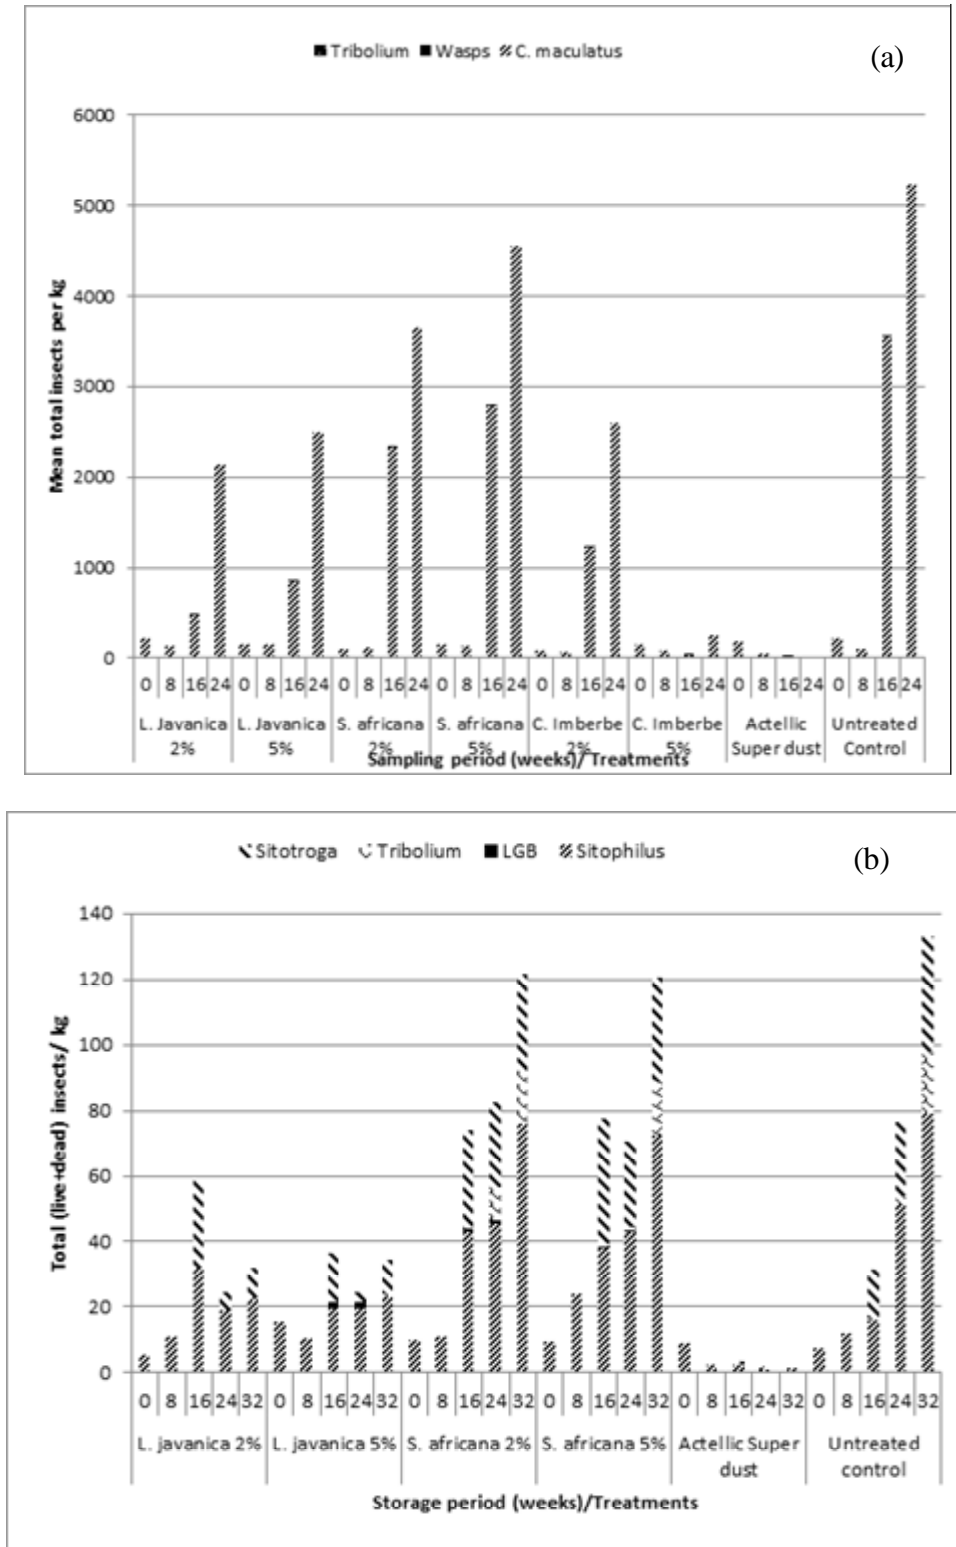 Tribolium Wasps C. maculatus
(a)
6000
5000
4000
3000
2000
1000
0
Mean total insects per kg
0 8 16 24 0 8 16 24 0 8 16 24 0 8 16 24 0 8 16 24 0 8 16 24 0 8 16 24 0 8 16 24
L. Javanica L. Javanica S. africana S. africana C. Imberbe C. Imberbe Actellic Untreated
2% 5% 2% 5% 2% 5% Super dust Control
Sampling period (weeks)/Treatments
Sitotroga Tribolium LGB Sitophilus
(b)
140
120
100
80
60
40
20
0
Total (live+dead) insects/ kg
0 8 16 24 32 0 8 16 24 32 0 8 16 24 32 0 8 16 24 32 0 8 16 24 32 0 8 16 24 32
L. javanica 2% L. javanica 5% S. africana 2% S. africana 5% Actellic Super Untreated
dust control
Storage period (weeks)/Treatments